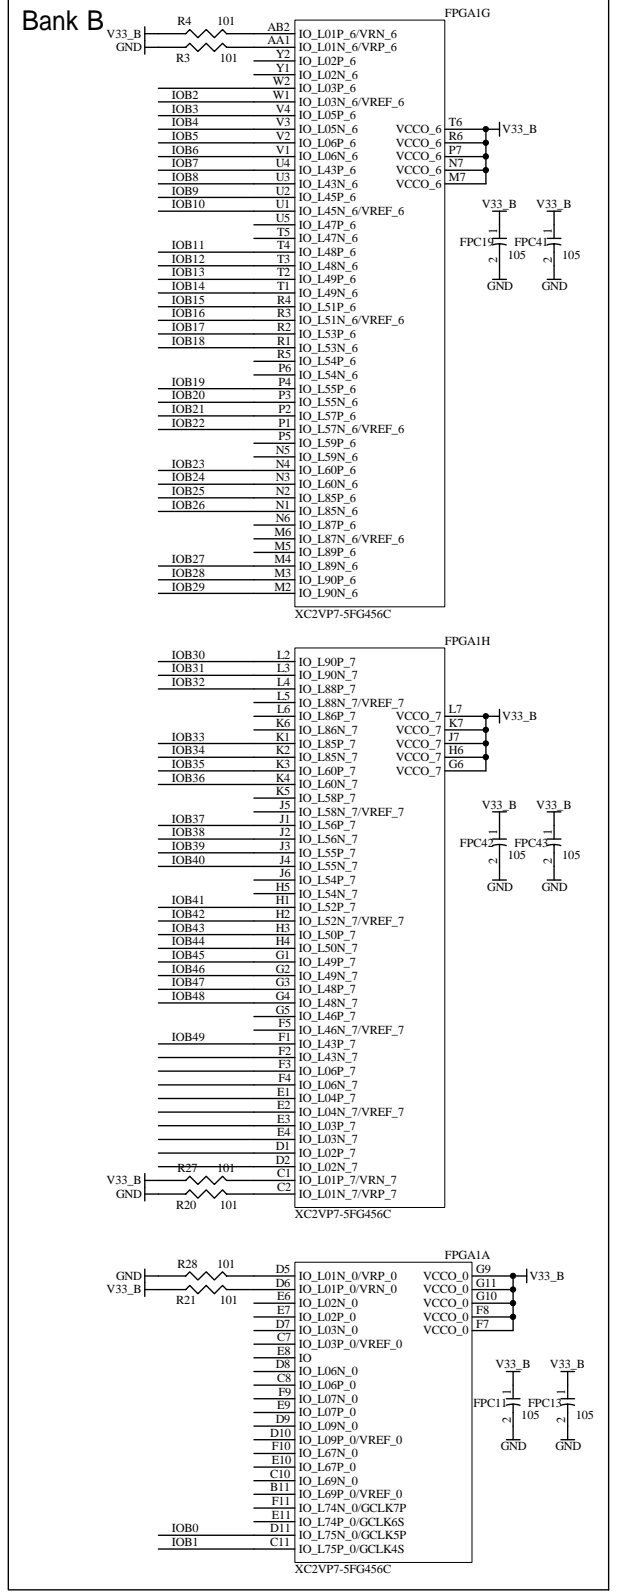 Bank B
FPGA1G
V33_B R4 101 AB2 IO_L01P_6/VRN_6
GND R3 101 AA1 IO_L01N_6/VRP_6
Y2 IO_L02P_6
Y1 IO_L02N_6
W2 IO_L03P_6
IOB2 W1 IO_L03N_6/VREF_6
IOB3 V4 IO_L05P_6
IOB4 V3 IO_L05N_6 VCCO_6 T6 V33_B
IOB5 V2 IO_L06P_6 VCCO_6 R6
IOB6 V1 IO_L06N_6 VCCO_6 P7
IOB7 U4 IO_L43P_6 VCCO_6 N7
IOB8 U3 IO_L43N_6 VCCO_6 M7
IOB9 U2 IO_L45P_6
IOB10 U1 IO_L45N_6/VREF_6
U5 IO_L47P_6
T5 IO_L47N_6
IOB11 T4 IO_L48P_6
IOB12 T3 IO_L48N_6
IOB13 T2 IO_L49P_6
IOB14 T1 IO_L49N_6
IOB15 R4 IO_L51P_6
IOB16 R3 IO_L51N_6/VREF_6
IOB17 R2 IO_L53P_6
IOB18 R1 IO_L53N_6
R5 IO_L54P_6
P6 IO_L54N_6
IOB19 P4 IO_L55P_6
IOB20 P3 IO_L55N_6
IOB21 P2 IO_L57P_6
IOB22 P1 IO_L57N_6/VREF_6
P5 IO_L59P_6
N5 IO_L59N_6
IOB23 N4 IO_L60P_6
IOB24 N3 IO_L60N_6
IOB25 N2 IO_L85P_6
IOB26 N1 IO_L85N_6
N6 IO_L87P_6
M6 IO_L87N_6/VREF_6
M5 IO_L89P_6
IOB27 M4 IO_L89N_6
IOB28 M3 IO_L90P_6
IOB29 M2 IO_L90N_6
XC2VP7-5FG456C
V33_B V33_B
1 1
FPC19 105 FPC41 105
2 2
GND GND
FPGA1H
IOB30 L2 IO_L90P_7
IOB31 L3 IO_L90N_7
IOB32 L4 IO_L88P_7
L5 IO_L88N_7/VREF_7
L6 IO_L86P_7 VCCO_7 L7 V33_B
K6 IO_L86N_7 VCCO_7 K7
IOB33 K1 IO_L85P_7 VCCO_7 J7
IOB34 K2 IO_L85N_7 VCCO_7 H6
IOB35 K3 IO_L60P_7 VCCO_7 G6
IOB36 K4 IO_L60N_7
K5 IO_L58P_7
J5 IO_L58N_7/VREF_7
IOB37 J1 IO_L56P_7
IOB38 J2 IO_L56N_7
IOB39 J3 IO_L55P_7
IOB40 J4 IO_L55N_7
J6 IO_L54P_7
H5 IO_L54N_7
IOB41 H1 IO_L52P_7
IOB42 H2 IO_L52N_7/VREF_7
IOB43 H3 IO_L50P_7
IOB44 H4 IO_L50N_7
IOB45 G1 IO_L49P_7
IOB46 G2 IO_L49N_7
IOB47 G3 IO_L48P_7
IOB48 G4 IO_L48N_7
G5 IO_L46P_7
F5 IO_L46N_7/VREF_7
IOB49 F1 IO_L43P_7
F2 IO_L43N_7
F3 IO_L06P_7
F4 IO_L06N_7
E1 IO_L04P_7
E2 IO_L04N_7/VREF_7
E3 IO_L03P_7
E4 IO_L03N_7
D1 IO_L02P_7
D2 IO_L02N_7
V33_B R27 101 C1 IO_L01P_7/VRN_7
GND R20 101 C2 IO_L01N_7/VRP_7
XC2VP7-5FG456C
V33_B V33_B
1 1
FPC42 105 FPC43 105
2 2
GND GND
FPGA1A
GND R28 101 D5 IO_L01N_0/VRP_0 VCCO_0 G9 V33_B
V33_B R21 101 D6 IO_L01P_0/VRN_0 VCCO_0 G11
E6 IO_L02N_0 VCCO_0 G10
E7 IO_L02P_0 VCCO_0 F8
D7 IO_L03N_0 VCCO_0 F7
C7 IO_L03P_0/VREF_0
E8 IO
D8 IO_L06N_0
C8 IO_L06P_0
F9 IO_L07N_0
E9 IO_L07P_0
D9 IO_L09N_0
D10 IO_L09P_0/VREF_0
F10 IO_L67N_0
E10 IO_L67P_0
C10 IO_L69N_0
B11 IO_L69P_0/VREF_0
F11 IO_L74N_0/GCLK7P
E11 IO_L74P_0/GCLK6S
IOB0 D11 IO_L75N_0/GCLK5P
IOB1 C11 IO_L75P_0/GCLK4S
XC2VP7-5FG456C
V33_B V33_B
1 1
FPC11 105 FPC13 105
2 2
GND GND